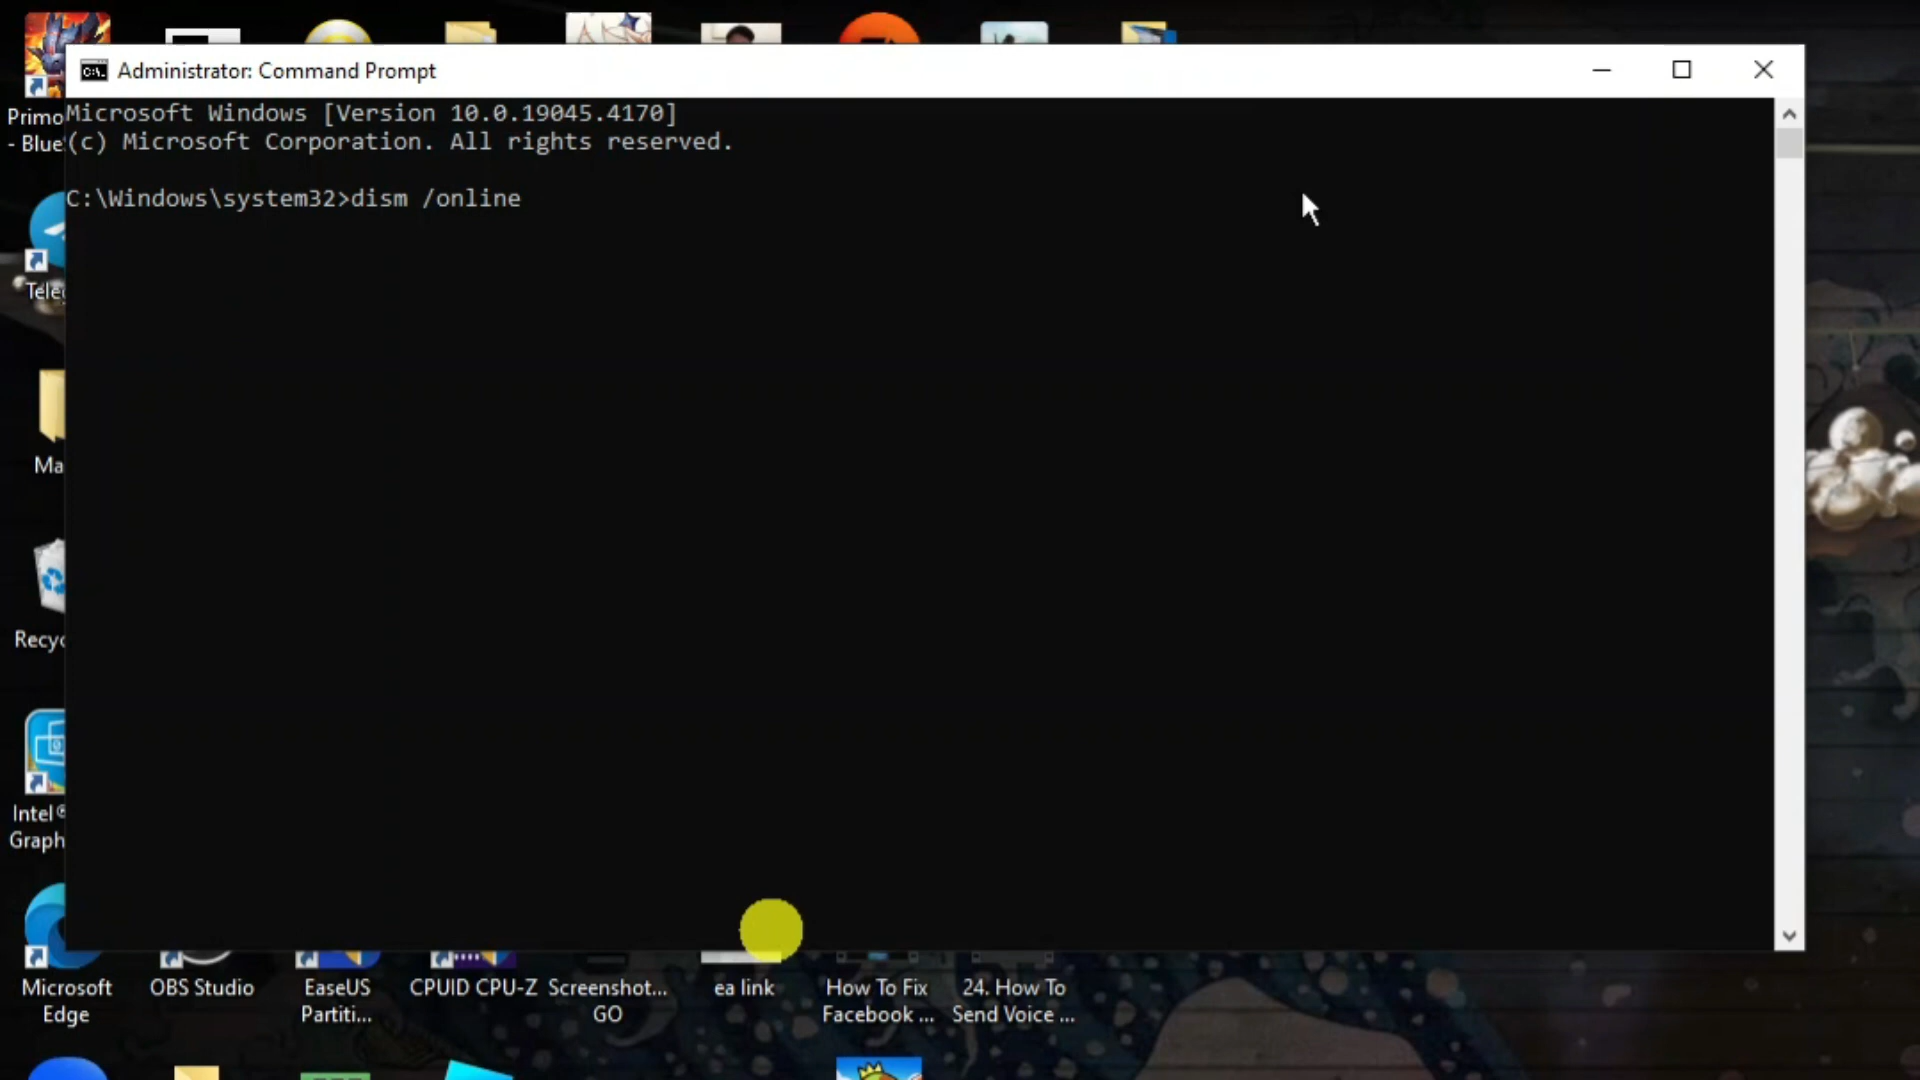 Administrator: Command Prompt
Microsoft Windows [Version 10.0.19045.4170]
(c) Microsoft Corporation. All rights reserved.
C:\Windows\system32>dism /online
Primo
- Blue
Tele
Ma
Recyc
Intel®
Graph
Microsoft
Edge
OBS Studio
EaseUS
Partiti...
CPUID CPU-Z
Screenshot...
GO
ea link
How To Fix
Facebook ...
24. How To
Send Voice ...